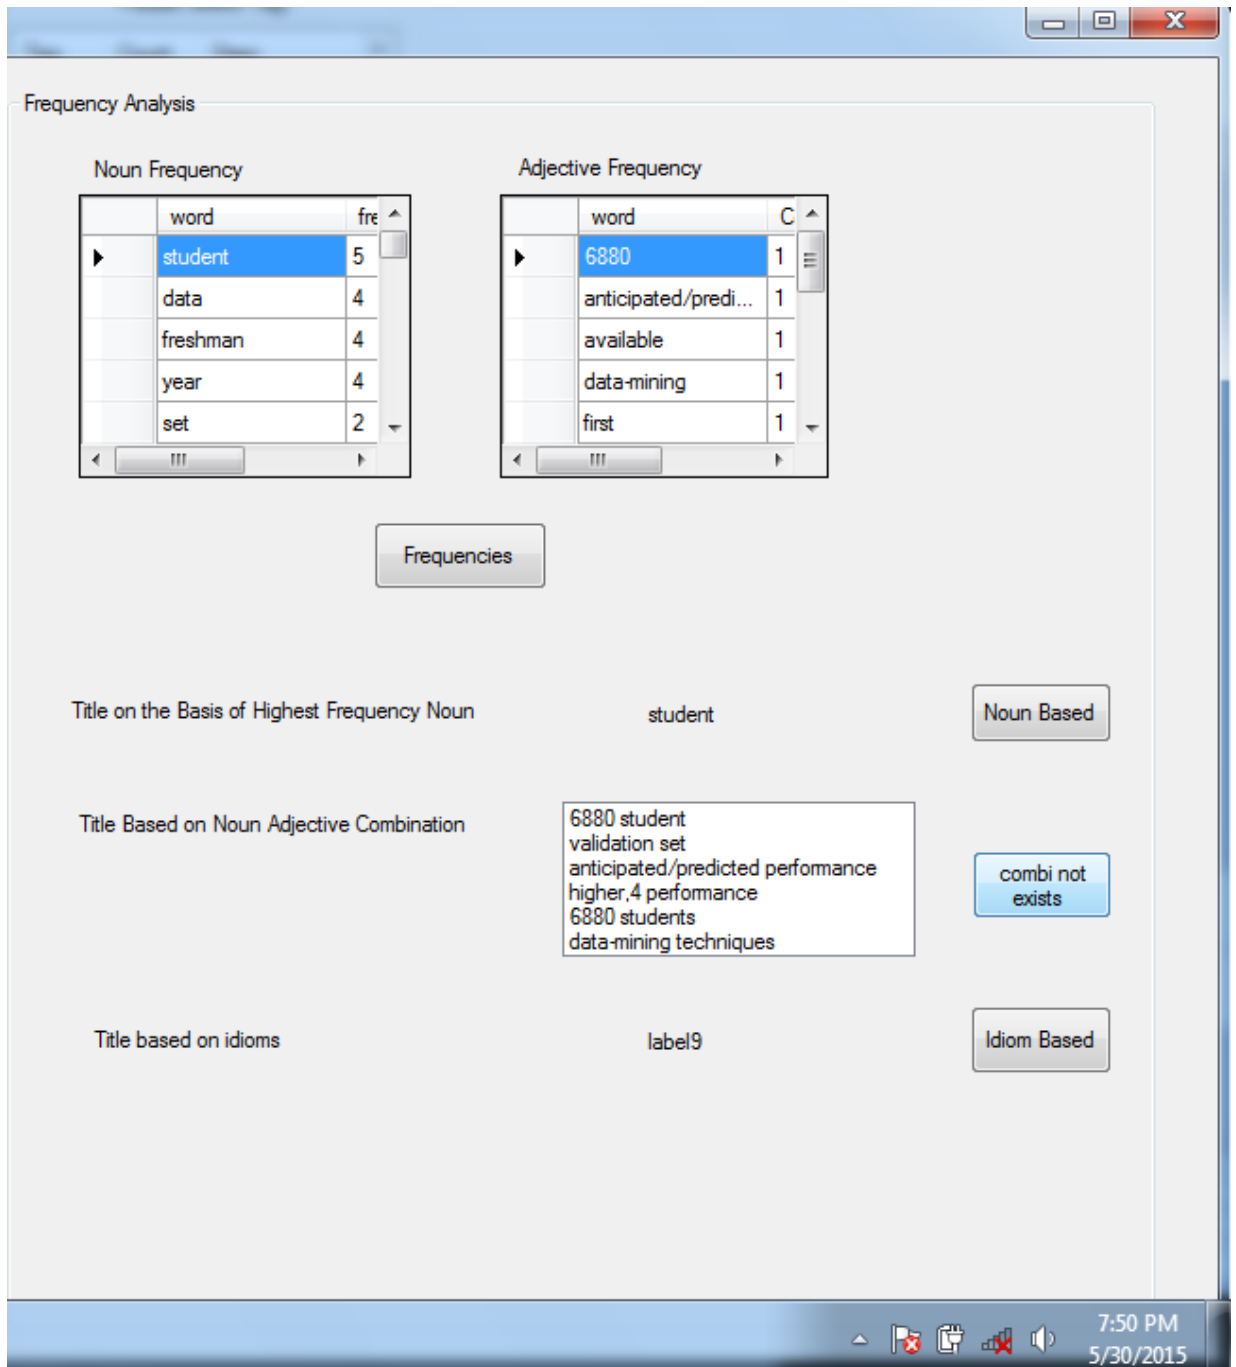 Frequency Analysis
Noun Frequency
word fre
student 5
data 4
freshman 4
year 4
set 2
Adjective Frequency
word C
6880 1
anticipated/predi... 1
available 1
data-mining 1
first 1
Frequencies
Title on the Basis of Highest Frequency Noun student Noun Based
Title Based on Noun Adjective Combination
6880 student
validation set
anticipated/predicted performance
higher,4 performance
6880 students
data-mining techniques
combi not
exists
Title based on idioms label9 Idiom Based
7:50 PM
5/30/2015